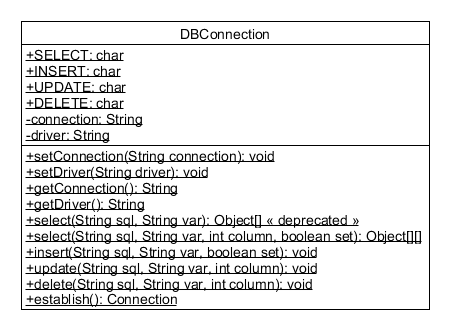 DBConnection
+SELECT: char
+INSERT: char
+UPDATE: char
+DELETE: char
-connection: String
-driver: String
+setConnection(String connection): void
+setDriver(String driver): void
+getConnection(): String
+getDriver(): String
+select(String sql, String var): Object[] « deprecated »
+select(String sql, String var, int column, boolean set): Object[][]
+insert(String sql, String var, boolean set): void
+update(String sql, String var, int column): void
+delete(String sql, String var, int column): void
+establish(): Connection